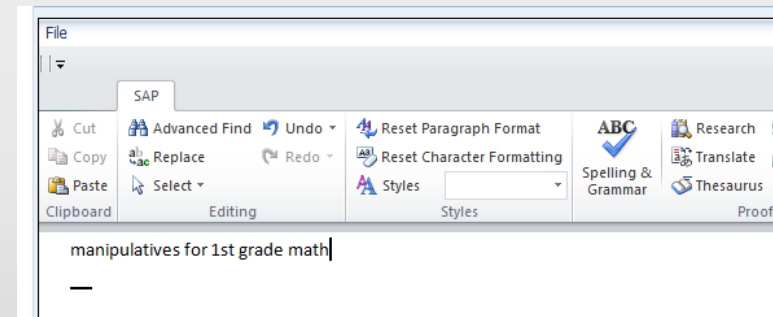 File
SAP
Cut Advanced Find Undo Reset Paragraph Format ABC Research
Copy Replace Redo Reset Character Formatting Spelling & Translate
Paste Select Styles Grammar Thesaurus
Clipboard Editing Styles Proof
manipulatives for 1st grade math